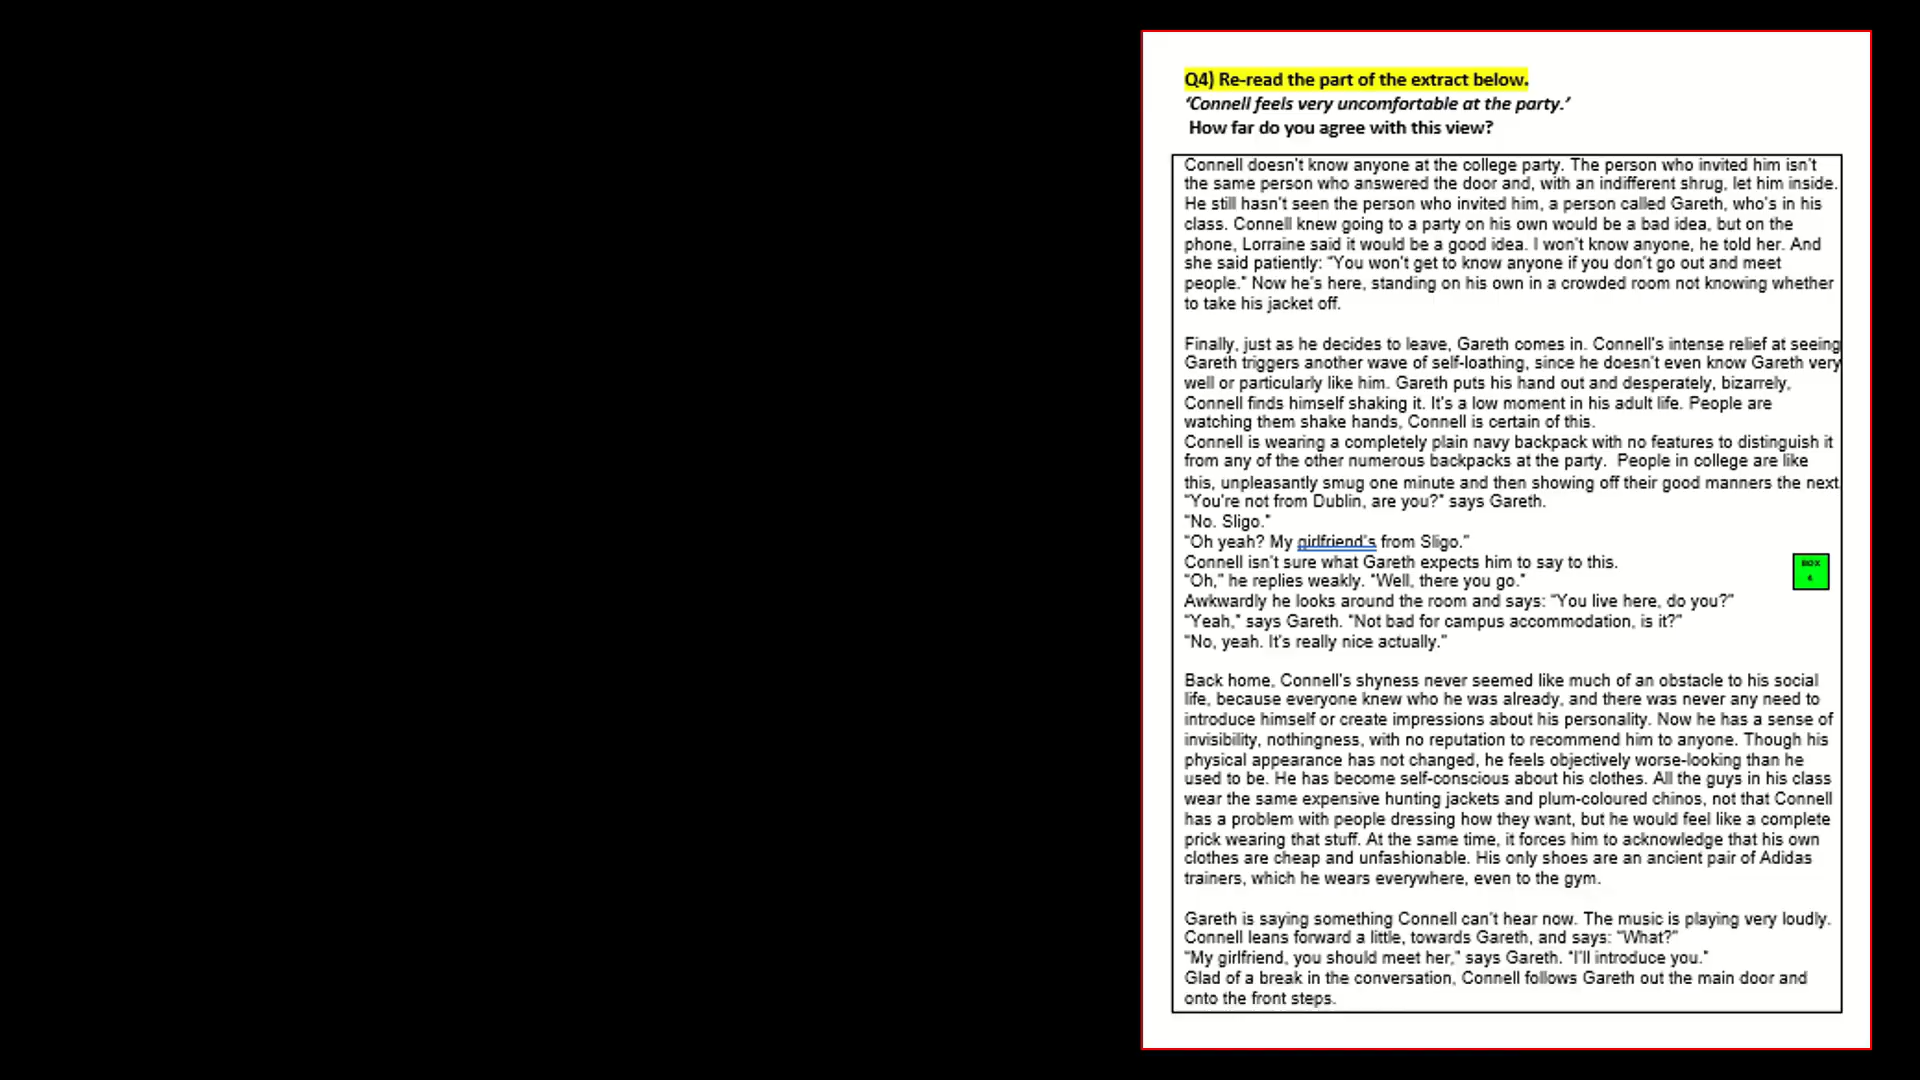 Q4) Re-read the part of the extract below.
‘Connell feels very uncomfortable at the party.’
How far do you agree with this view?
Connell doesn’t know anyone at the college party. The person who invited him isn’t
the same person who answered the door and, with an indifferent shrug, let him inside.
He still hasn’t seen the person who invited him, a person called Gareth, who’s in his
class. Connell knew going to a party on his own would be a bad idea, but on the
phone, Lorraine said it would be a good idea. I won’t know anyone, he told her. And
she said patiently: “You won’t get to know anyone if you don’t go out and meet
people.” Now he’s here, standing on his own in a crowded room not knowing whether
to take his jacket off.
Finally, just as he decides to leave, Gareth comes in. Connell’s intense relief at seeing
Gareth triggers another wave of self-loathing, since he doesn’t even know Gareth very
well or particularly like him. Gareth puts his hand out and desperately, bizarrely,
Connell finds himself shaking it. It’s a low moment in his adult life. People are
watching them shake hands, Connell is certain of this.
Connell is wearing a completely plain navy backpack with no features to distinguish it
from any of the other numerous backpacks at the party. People in college are like
this, unpleasantly smug one minute and then showing off their good manners the next
“You’re not from Dublin, are you?” says Gareth.
“No. Sligo.”
“Oh yeah? My girlfriend’s from Sligo.”
Connell isn’t sure what Gareth expects him to say to this.
“Oh,” he replies weakly. “Well, there you go.”
Awkwardly he looks around the room and says: “You live here, do you?”
“Yeah,” says Gareth. “Not bad for campus accommodation, is it?”
“No, yeah. It’s really nice actually.”
BOX
Back home, Connell’s shyness never seemed like much of an obstacle to his social
life, because everyone knew who he was already, and there was never any need to
introduce himself or create impressions about his personality. Now he has a sense of
invisibility, nothingness, with no reputation to recommend him to anyone. Though his
physical appearance has not changed, he feels objectively worse-looking than he
used to be. He has become self-conscious about his clothes. All the guys in his class
wear the same expensive hunting jackets and plum-coloured chinos, not that Connell
has a problem with people dressing how they want, but he would feel like a complete
prick wearing that stuff. At the same time, it forces him to acknowledge that his own
clothes are cheap and unfashionable. His only shoes are an ancient pair of Adidas
trainers, which he wears everywhere, even to the gym.
Gareth is saying something Connell can’t hear now. The music is playing very loudly.
Connell leans forward a little, towards Gareth, and says: “What?”
“My girlfriend, you should meet her,” says Gareth. “I’ll introduce you.”
Glad of a break in the conversation, Connell follows Gareth out the main door and
onto the front steps.